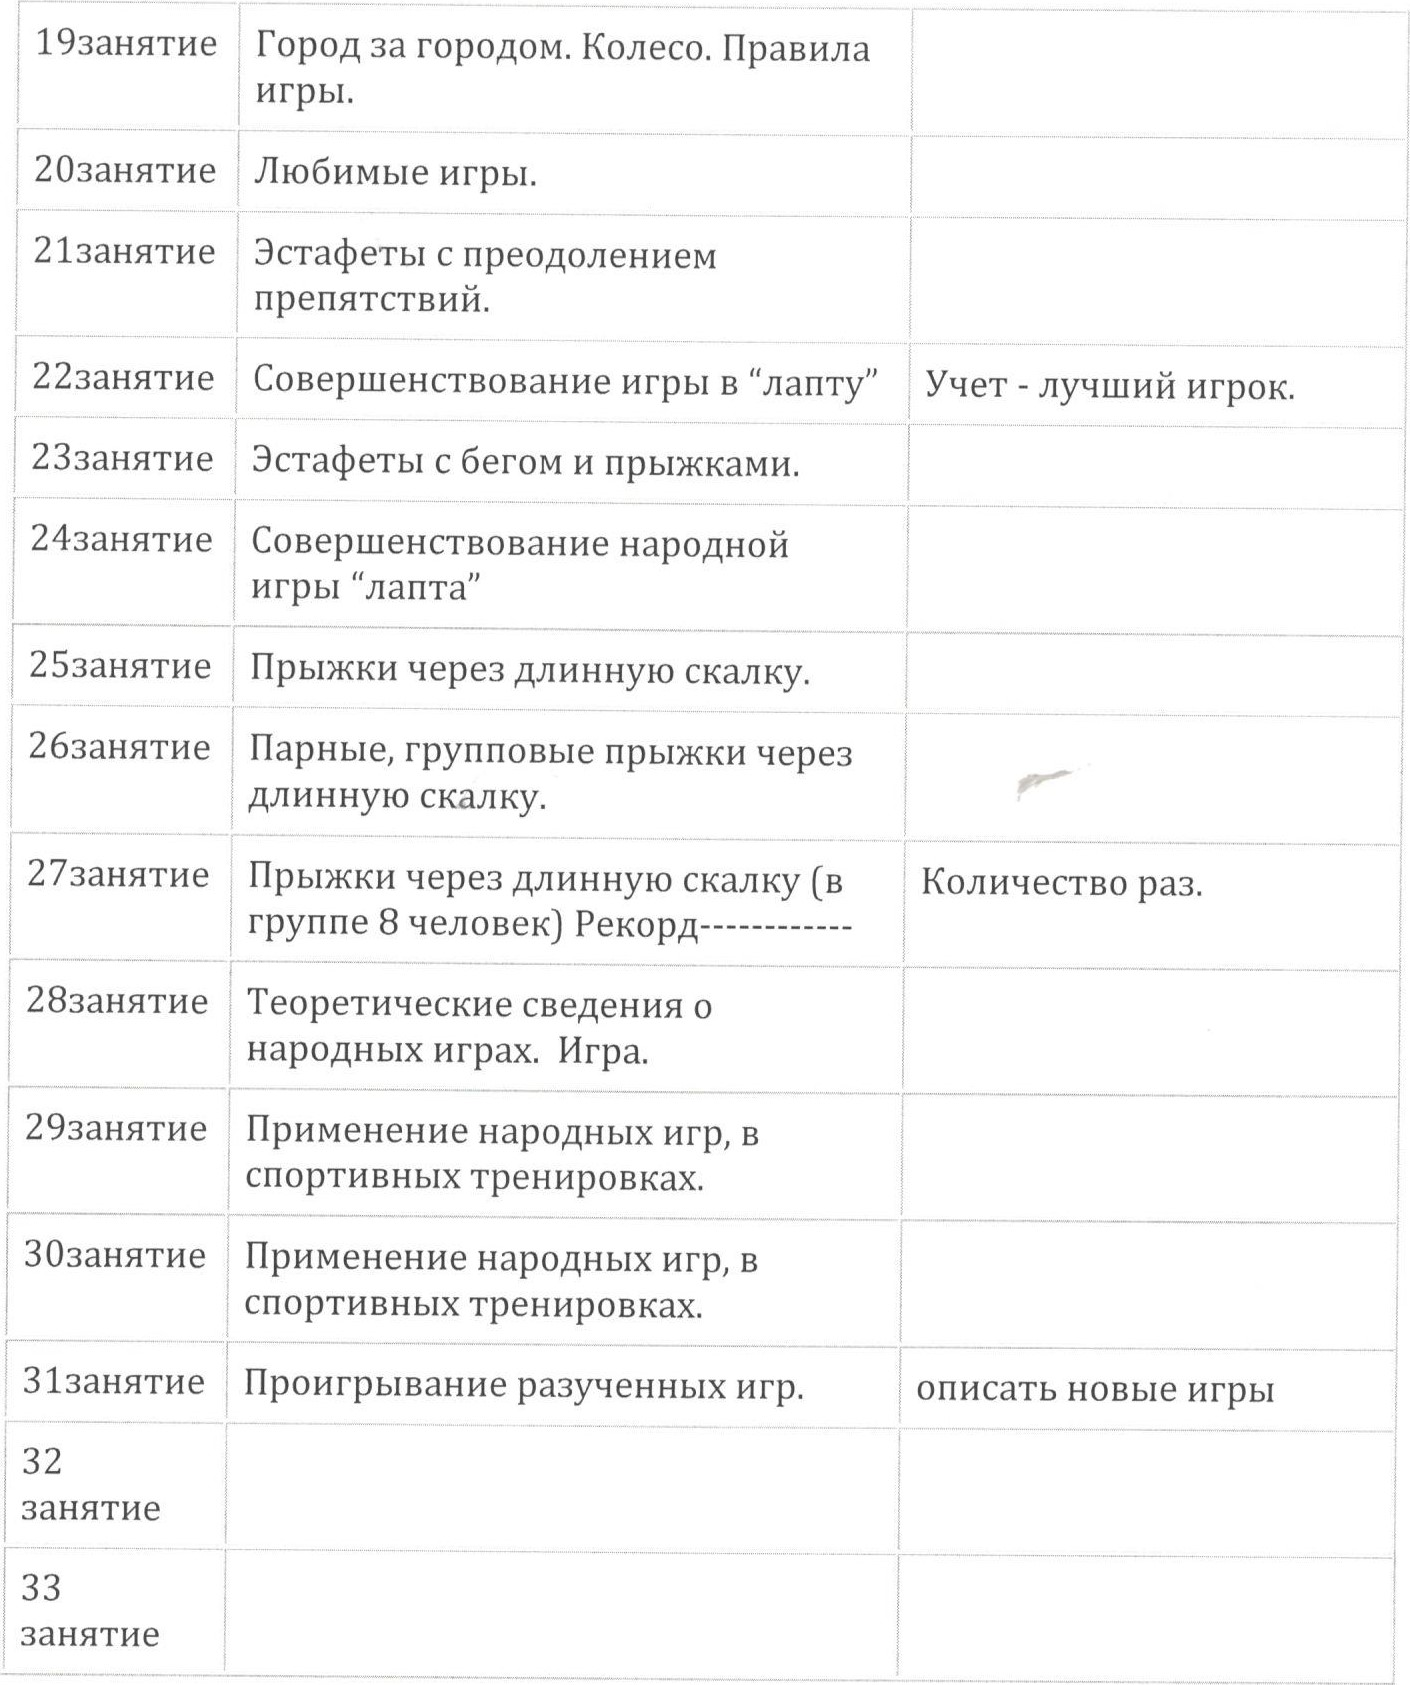 19занятие
Город за городом. Колесо. Правила
игры.
20занятие
Любимые игры.
21занятие
Эстафеты с преодолением
препятствий.
22занятие
Совершенствование игры в “лапту”
Учет - лучший игрок.
23занятие
Эстафеты с бегом и прыжками.
24занятие
Совершенствование народной
игры “лапта”
25занятие
Прыжки через длинную скалку.
26занятие
Парные, групповые прыжки через
длинную скалку.
27занятие
Прыжки через длинную скалку (в
группе 8 человек) Рекорд------------
Количество раз.
28занятие
Теоретические сведения о
народных играх.  Игра.
29занятие
Применение народных игр, в
спортивных тренировках.
30занятие
Применение народных игр, в
спортивных тренировках.
31занятие
Проигрывание разученных игр.
описать новые игры
32
занятие
33
занятие